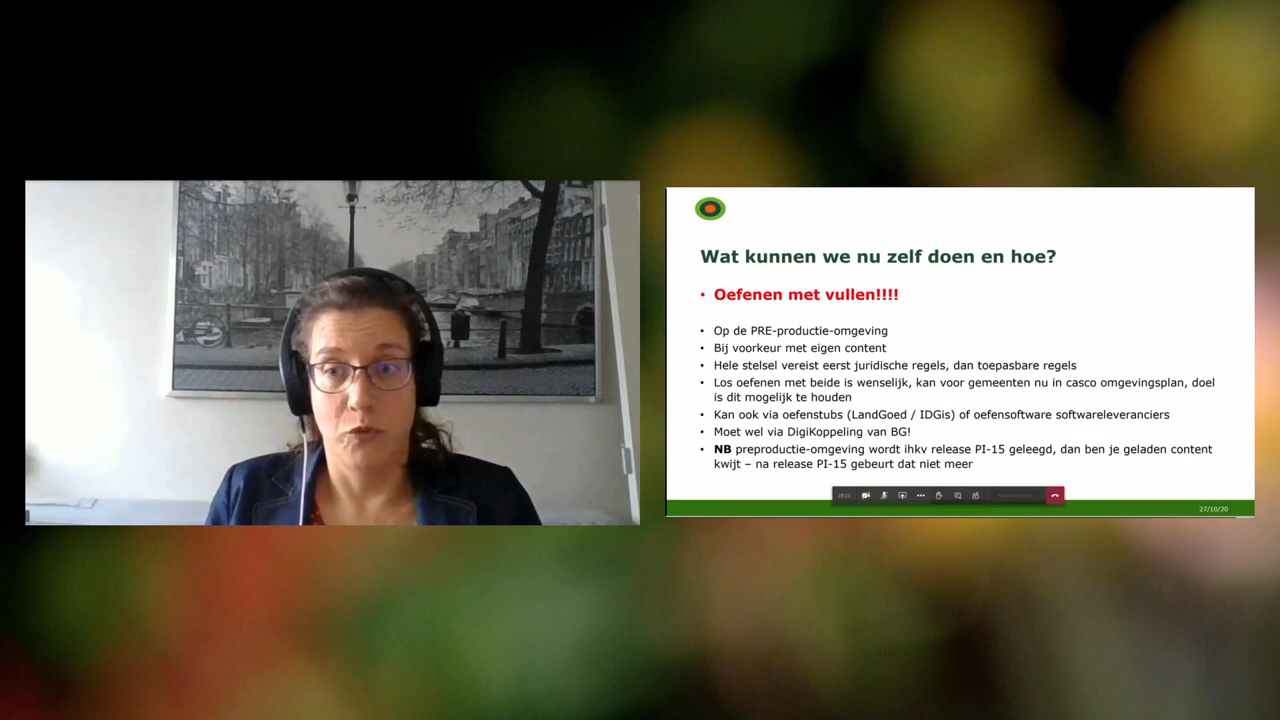 Wat kunnen we nu zelf doen en hoe?
• Oefenen met vullen!!!!
• Op de PRE-productie-omgeving
• Bij voorkeur met eigen content
• Hele stelsel vereist eerst juridische regels, dan toepasbare regels
• Los oefenen met beide is wenselijk, kan voor gemeenten nu in casco omgevingsplan, doel
is dit mogelijk te houden
• Kan ook via oefenstubs (LandGoed / IDGis) of oefensoftware softwareleveranciers
• Moet wel via DigiKoppeling van BG!
• NB preproductie-omgeving wordt ihkv release PI-15 geleegd, dan ben je geladen content
kwijt – na release PI-15 gebeurt dat niet meer
27/10/20